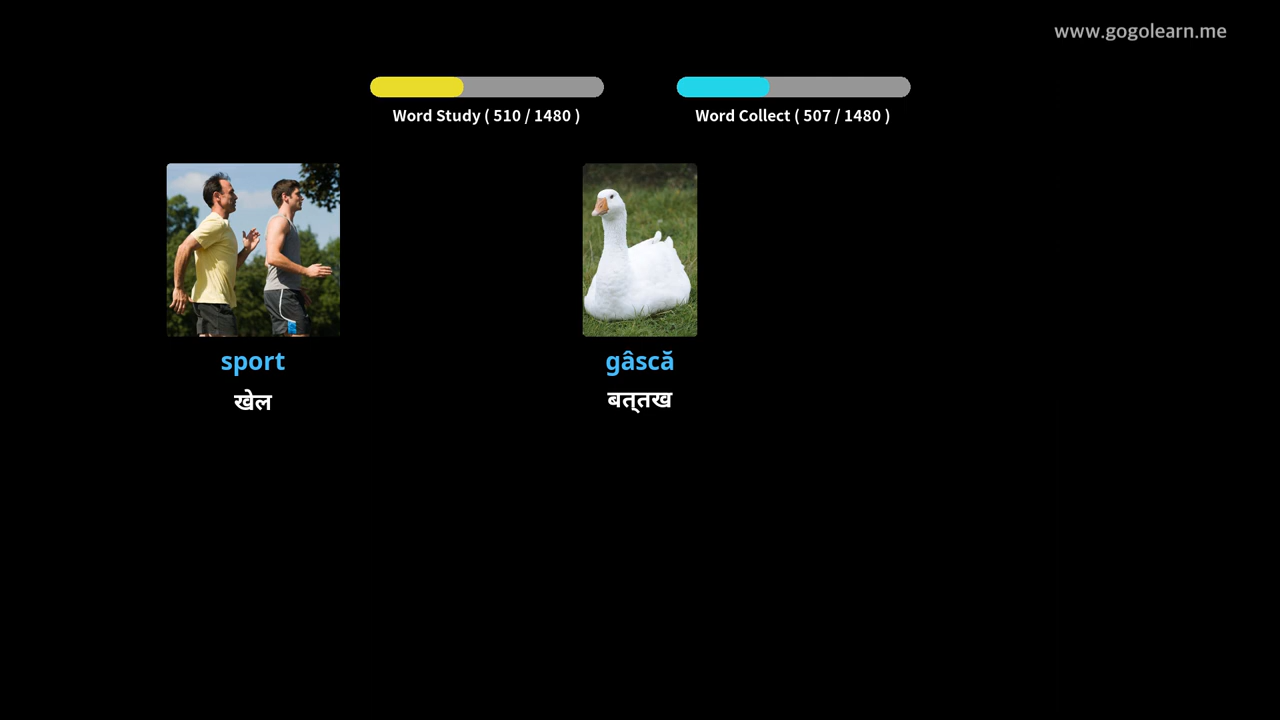 www.gogolearn.me
Word Study ( 510 / 1480 )
Word Collect ( 507 / 1480 )
sport
gâscă
खेल
बत्तख